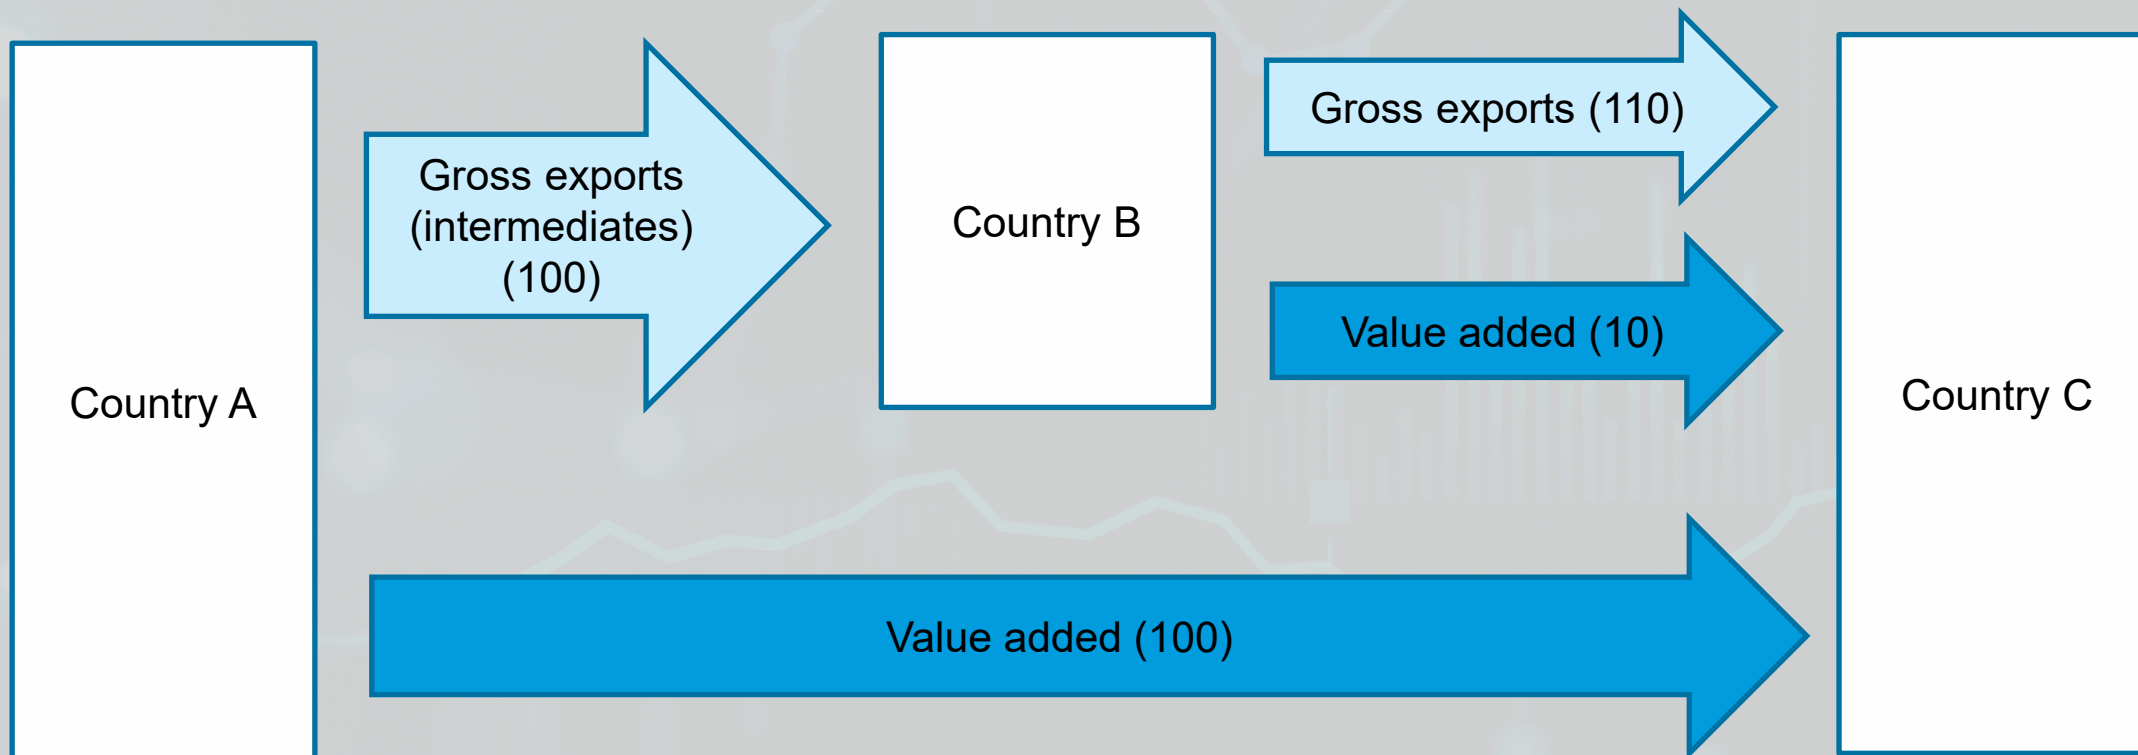 Country A
Gross exports
(intermediates)
(100)
Country B
Gross exports (110)
Value added (10)
Country C
Value added (100)